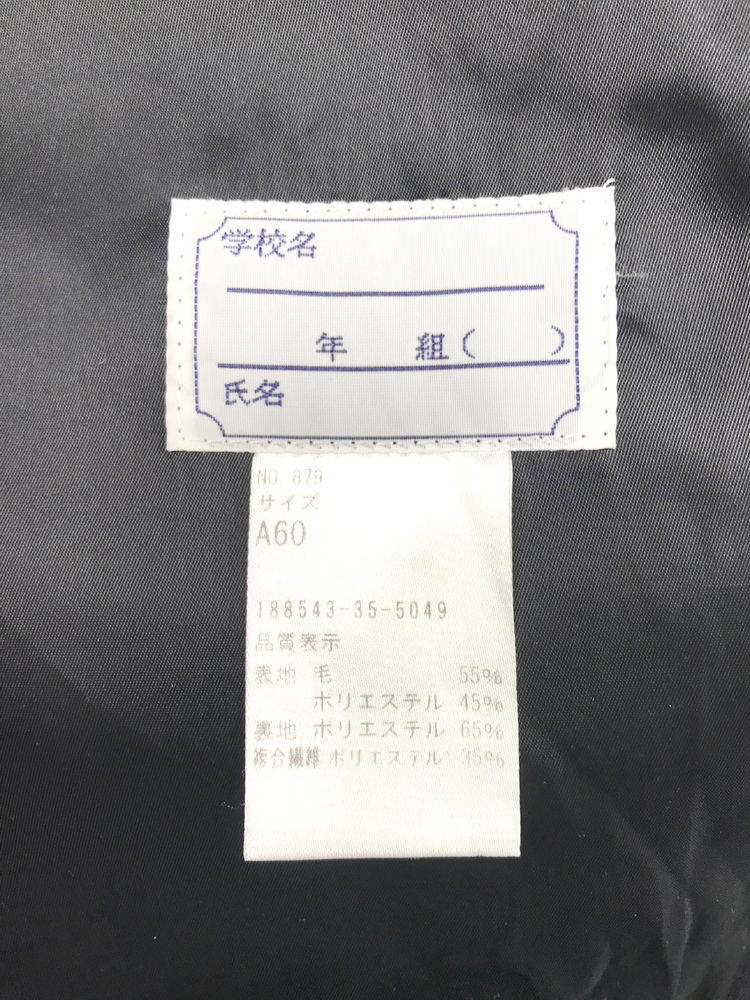 学校名
年 組( )
氏名
NO. 879
サイズ
A60
188543-35-5049
品質表示
表地 毛 55%
ポリエステル 45%
裏地 ポリエステル 65%
複合繊維(ポリエステル) 35%